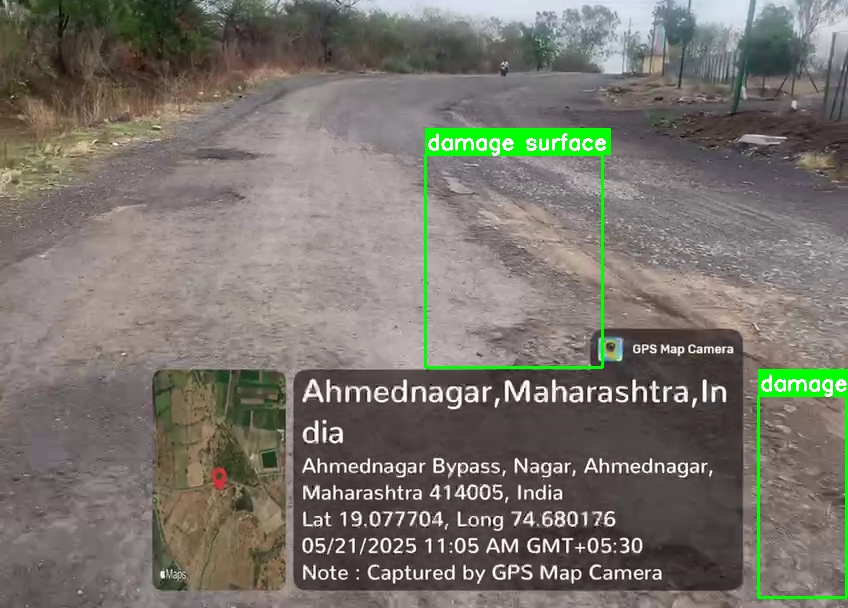 damage surface
GPS Map Camera
damage
Ahmednagar,Maharashtra,In
dia
Ahmednagar Bypass, Nagar, Ahmednagar,
Maharashtra 414005, India
Lat 19.077704, Long 74.680176
05/21/2025 11:05 AM GMT+05:30
Note : Captured by GPS Map Camera
Maps